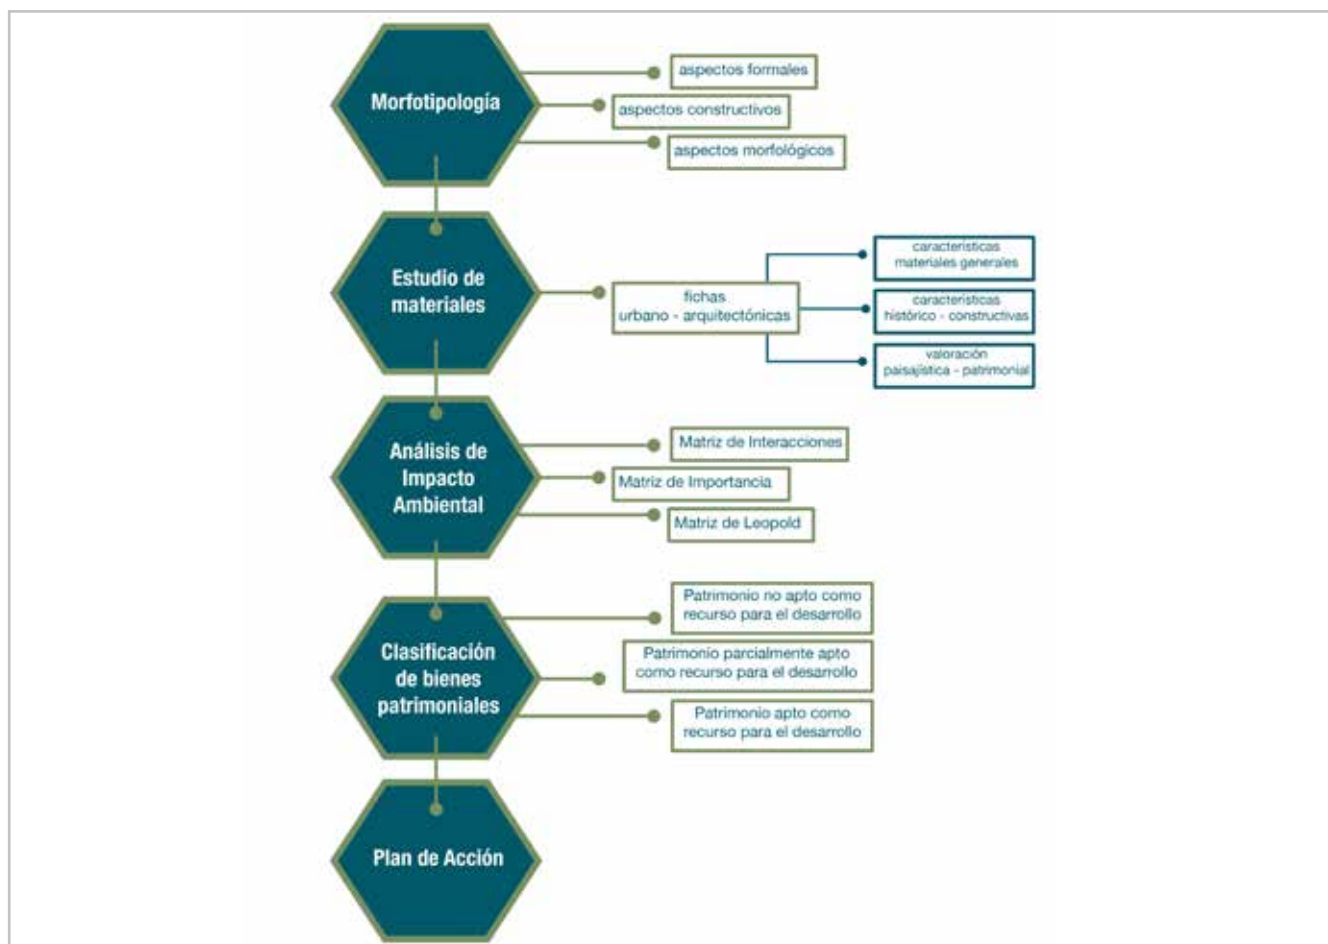 Morfotipología
aspectos formales
aspectos constructivos
aspectos morfológicos
Estudio de
materiales
fichas
urbano - arquitectónicas
características
materiales generales
características
histórico - constructivas
valoración
paisajística - patrimonial
Análisis de
Impacto
Ambiental
Matriz de Interacciones
Matriz de Importancia
Matriz de Leopold
Clasificación
de bienes
patrimoniales
Patrimonio no apto como
recurso para el desarrollo
Patrimonio parcialmente apto
como recurso para el desarrollo
Patrimonio apto como
recurso para el desarrollo
Plan de Acción